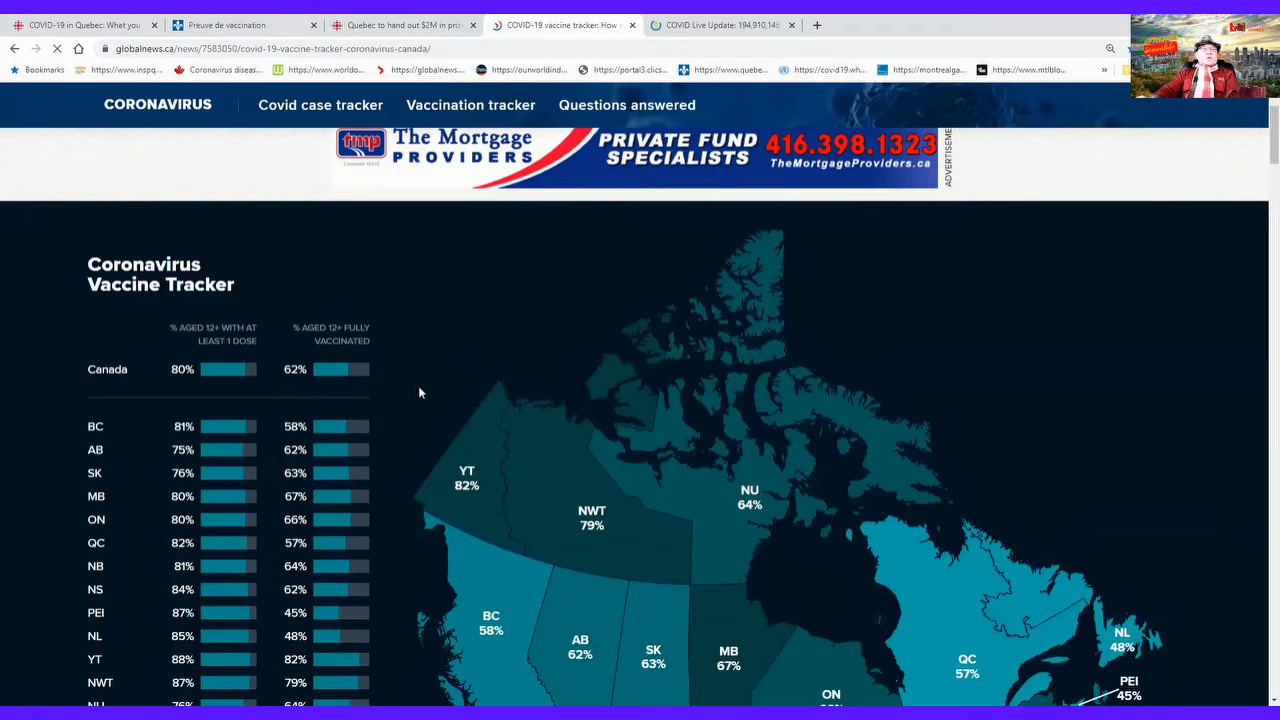 COVID-19 in Quebec: What you
Preuve de vaccination
Quebec to hand out $2M in priz
COVID-19 vaccine tracker: How m
COVID Live Update: 194,910,146
globalnews.ca/news/7583050/covid-19-vaccine-tracker-coronavirus-canada/
Bookmarks
https://www.inspq...
Coronavirus diseas...
https://www.worldo...
https://globalnews....
https://ourworldind...
https://portal3.clics...
https://www.quebe...
https://covid19.wh...
https://montrealga...
https://www.mtlblo...
CORONAVIRUS
Covid case tracker
Vaccination tracker
Questions answered
tmp
The Mortgage
PROVIDERS
PRIVATE FUND
SPECIALISTS
416.398.1323
TheMortgageProviders.ca
ADVERTISEME
Coronavirus
Vaccine Tracker
% AGED 12+ WITH AT
LEAST 1 DOSE
% AGED 12+ FULLY
VACCINATED
Canada 80% 62%
BC 81% 58%
AB 75% 62%
SK 76% 63%
MB 80% 67%
ON 80% 66%
QC 82% 57%
NB 81% 64%
NS 84% 62%
PEI 87% 45%
NL 85% 48%
YT 88% 82%
NWT 87% 79%
NU 76% 64%
YT
82%
NWT
79%
NU
64%
BC
58%
AB
62%
SK
63%
MB
67%
ON
QC
57%
NL
48%
PEI
45%